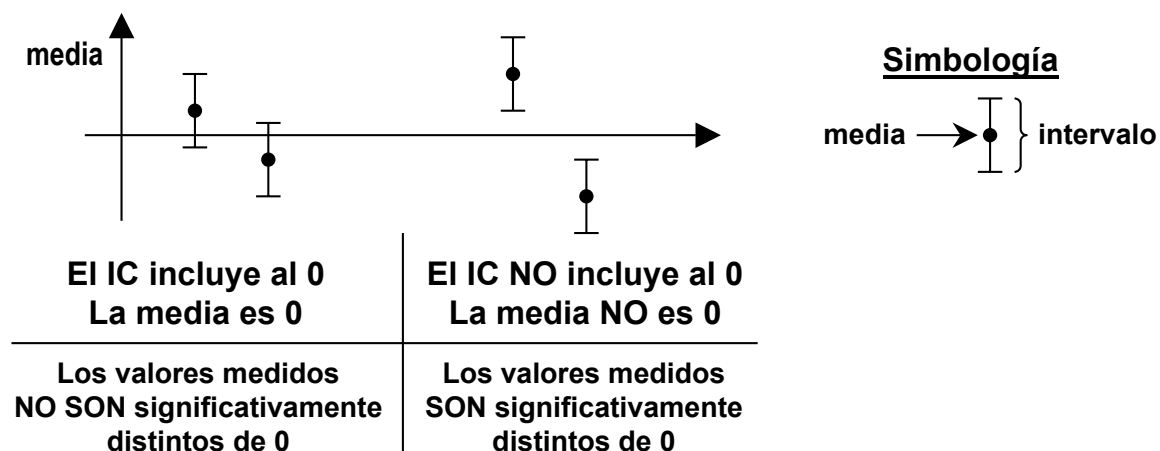 media
Simbología
media
intervalo
El IC incluye al 0
La media es 0
El IC NO incluye al 0
La media NO es 0
Los valores medidos
NO SON significativamente
distintos de 0
Los valores medidos
SON significativamente
distintos de 0